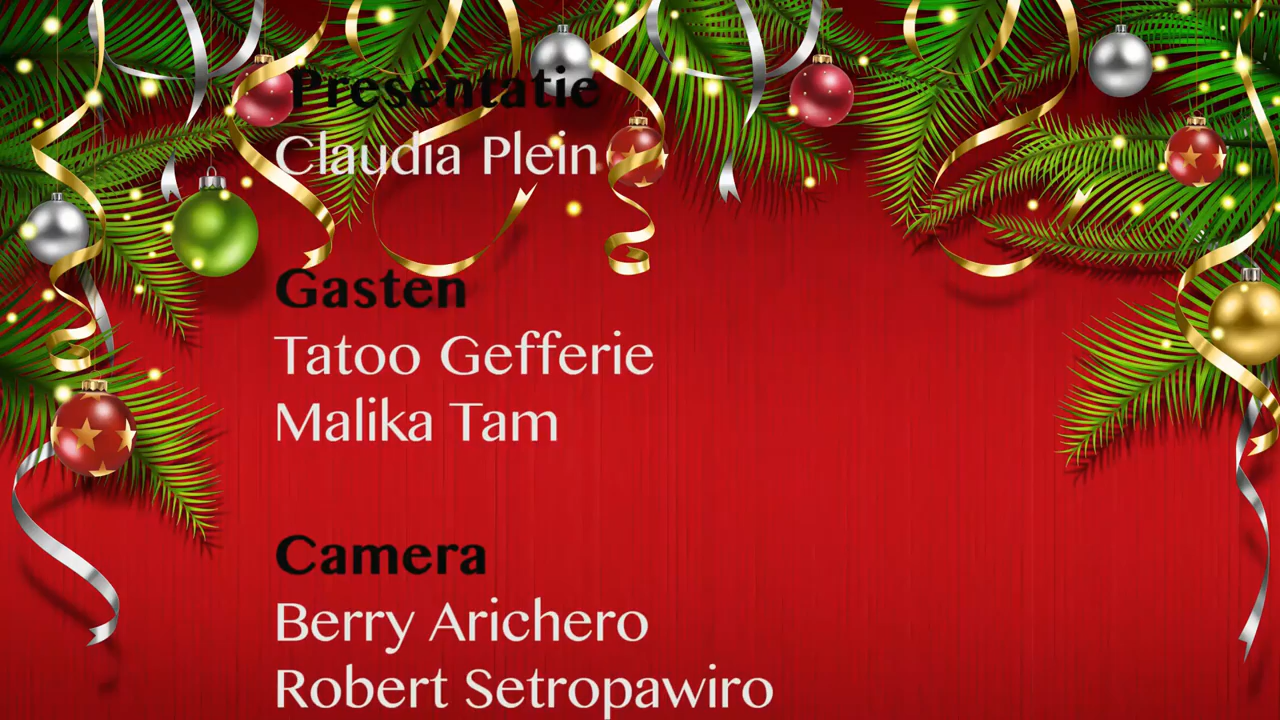 Presentatie
Claudia Plein
Gasten
Tatoo Gefferie
Malika Tam
Camera
Berry Arichero
Robert Setropawiro